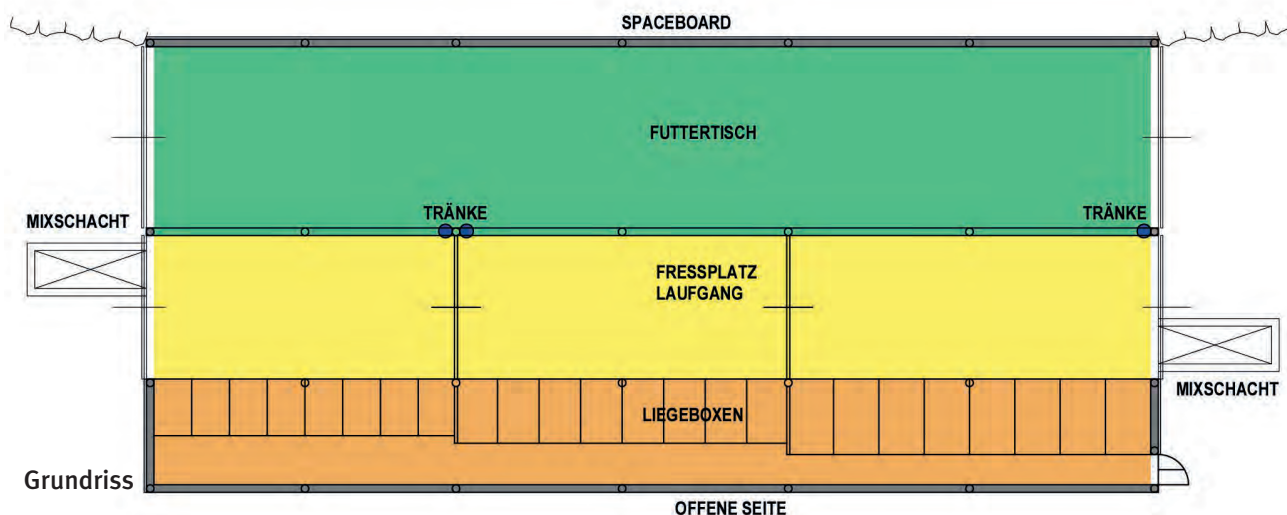 SPACEBOARD
FUTTERTISCH
TRÄNKE
TRÄNKE
MIXSCHACHT
FRESSPLATZ
LAUFGANG
MIXSCHACHT
LIEGEBOXEN
Grundriss
OFFENE SEITE